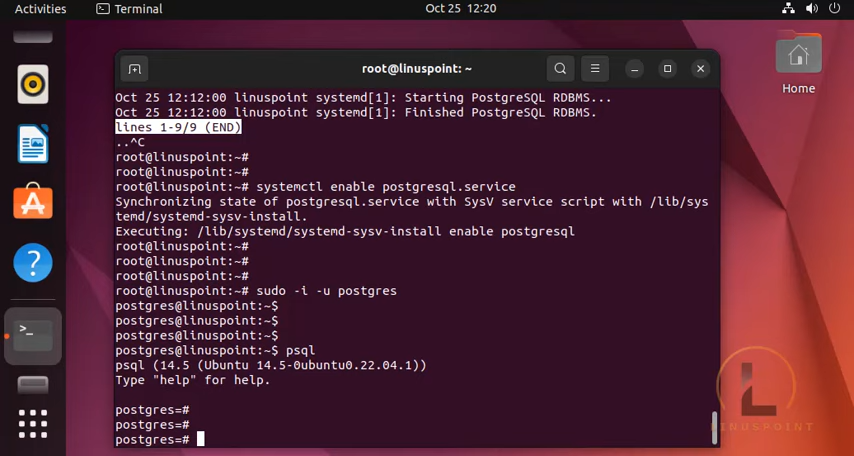 Activities
Terminal
Oct 25 12:20
root@linuspoint: ~
Home
Oct 25 12:12:00 linuspoint systemd[1]: Starting PostgreSQL RDBMS...
Oct 25 12:12:00 linuspoint systemd[1]: Finished PostgreSQL RDBMS.
lines 1-9/9 (END)
..^C
root@linuspoint:~#
root@linuspoint:~#
root@linuspoint:~# systemctl enable postgresql.service
Synchronizing state of postgresql.service with SysV service script with /lib/sys
temd/systemd-sysv-install.
Executing: /lib/systemd/systemd-sysv-install enable postgresql
root@linuspoint:~#
root@linuspoint:~#
root@linuspoint:~#
root@linuspoint:~# sudo -i -u postgres
postgres@linuspoint:~$
postgres@linuspoint:~$
postgres@linuspoint:~$
postgres@linuspoint:~$ psql
psql (14.5 (Ubuntu 14.5-0ubuntu0.22.04.1))
Type "help" for help.
postgres=#
postgres=#
postgres=#
LINUSPOINT